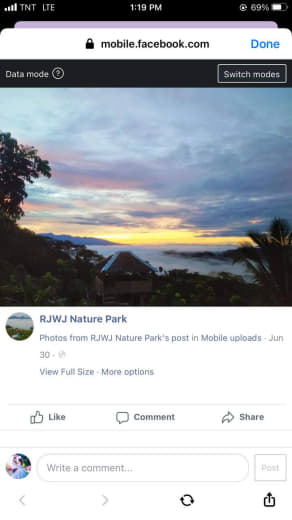 TNT LTE 1:19 PM 69%
mobile.facebook.com Done
Data mode ? Switch modes
RJWJ Nature Park
Photos from RJWJ Nature Park's post in Mobile uploads · Jun
30 ·
View Full Size · More options
Like Comment Share
Write a comment... Post